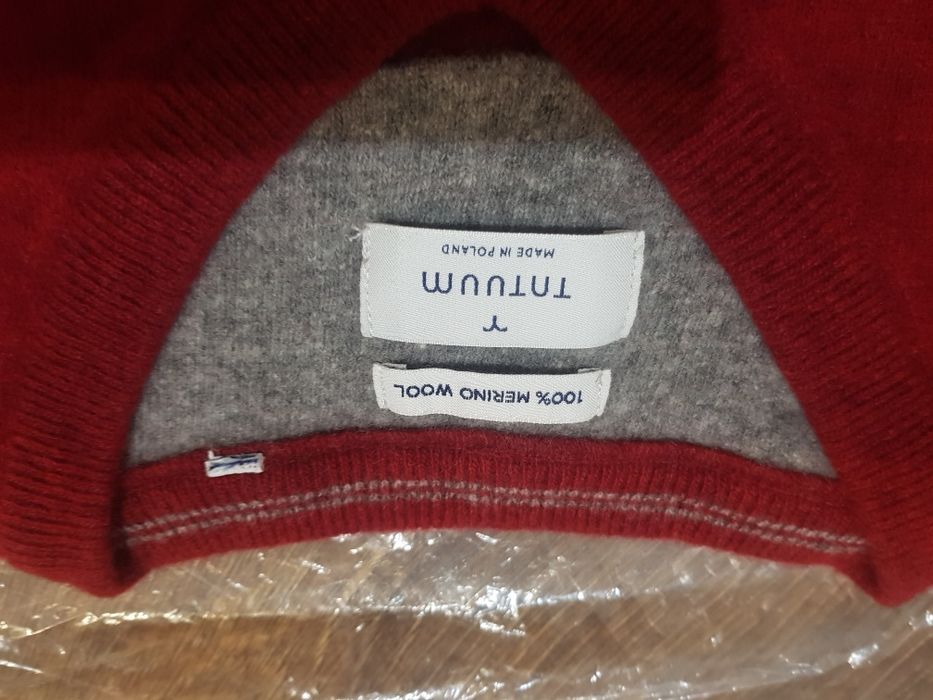 TATUUM
MADE IN POLAND
100% MERINO WOOL